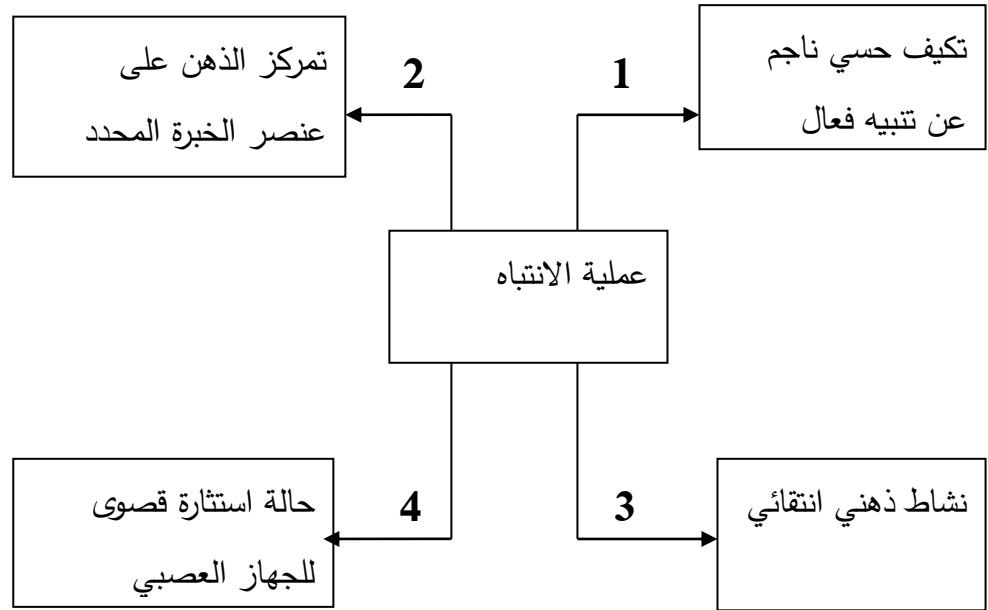 تكيف حسي ناجم
عن تنبيه فعال
1
2
تمركز الذهن على
عنصر الخبرة المحدد
عملية الانتباه
نشاط ذهني انتقائي
3
4
حالة استثارة قصوى
للجهاز العصبي